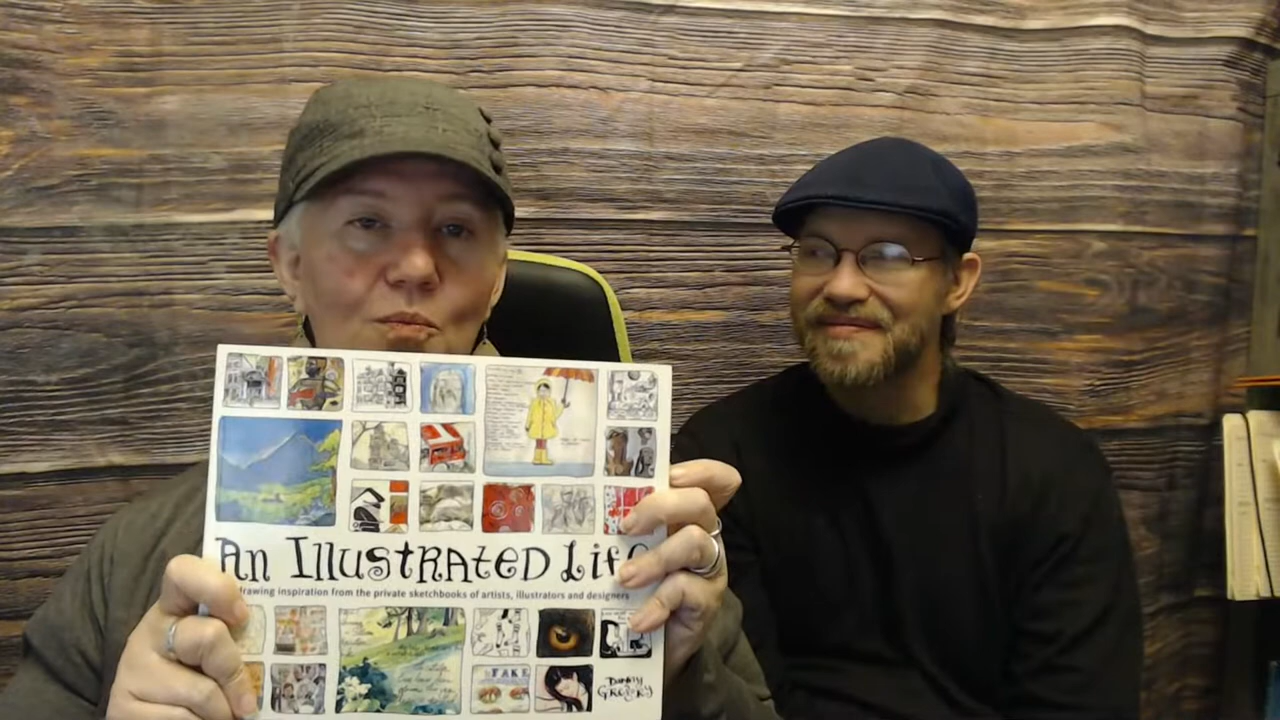 An Illustrated Life
drawing inspiration from the private sketchbooks of artists, illustrators and designers
FAKE
Danny
Gregory